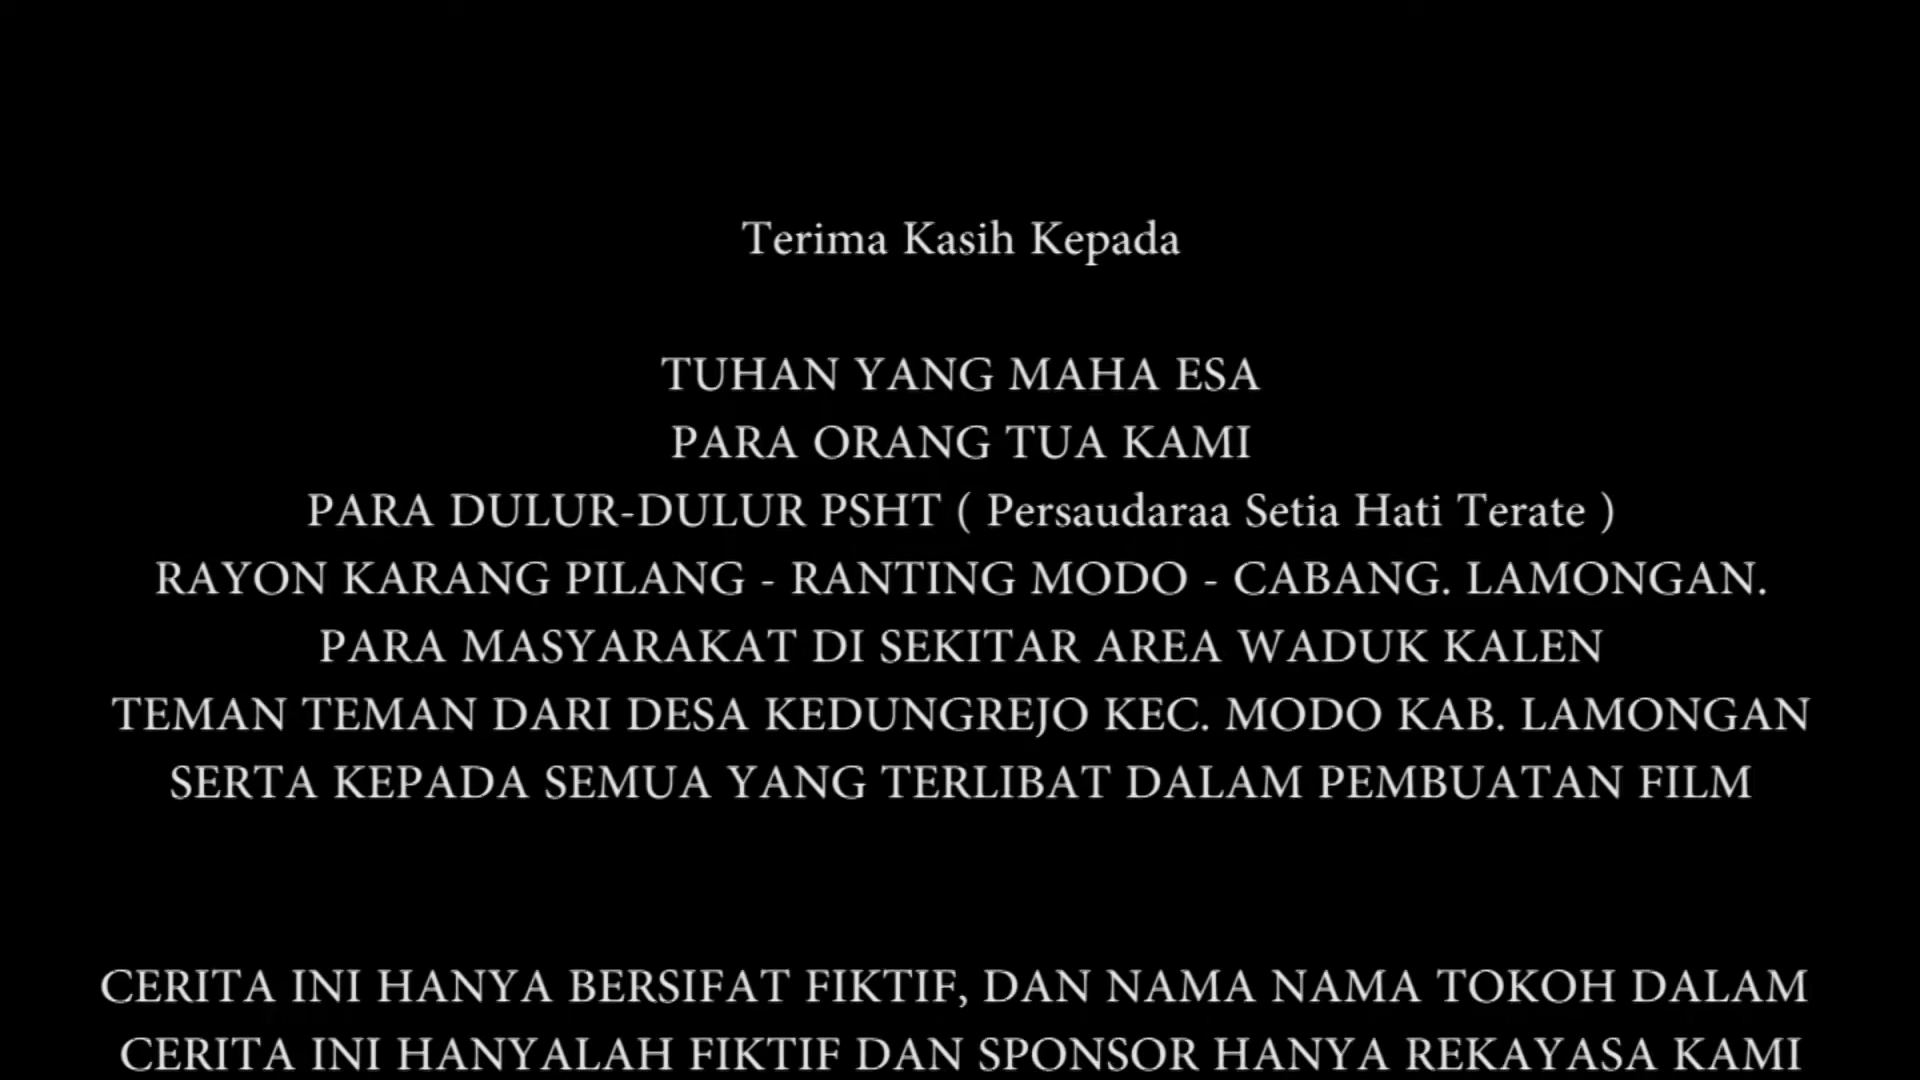 Terima Kasih Kepada
TUHAN YANG MAHA ESA
PARA ORANG TUA KAMI
PARA DULUR-DULUR PSHT ( Persaudaraa Setia Hati Terate )
RAYON KARANG PILANG - RANTING MODO - CABANG. LAMONGAN.
PARA MASYARAKAT DI SEKITAR AREA WADUK KALEN
TEMAN TEMAN DARI DESA KEDUNGREJO KEC. MODO KAB. LAMONGAN
SERTA KEPADA SEMUA YANG TERLIBAT DALAM PEMBUATAN FILM
CERITA INI HANYA BERSIFAT FIKTIF, DAN NAMA NAMA TOKOH DALAM
CERITA INI HANYALAH FIKTIF DAN SPONSOR HANYA REKAYASA KAMI